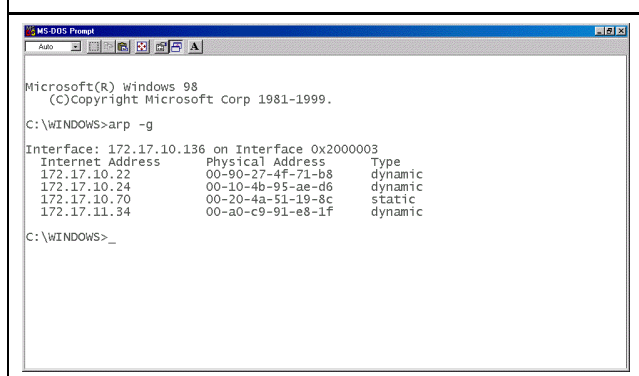 MS-DOS Prompt
Auto
A
Microsoft(R) Windows 98
(C)Copyright Microsoft Corp 1981-1999.
C:\WINDOWS>arp -g
Interface: 172.17.10.136 on Interface 0x2000003
Internet Address Physical Address Type
172.17.10.22 00-90-27-4f-71-b8 dynamic
172.17.10.24 00-10-4b-95-ae-d6 dynamic
172.17.10.70 00-20-4a-51-19-8c static
172.17.11.34 00-a0-c9-91-e8-1f dynamic
C:\WINDOWS>_